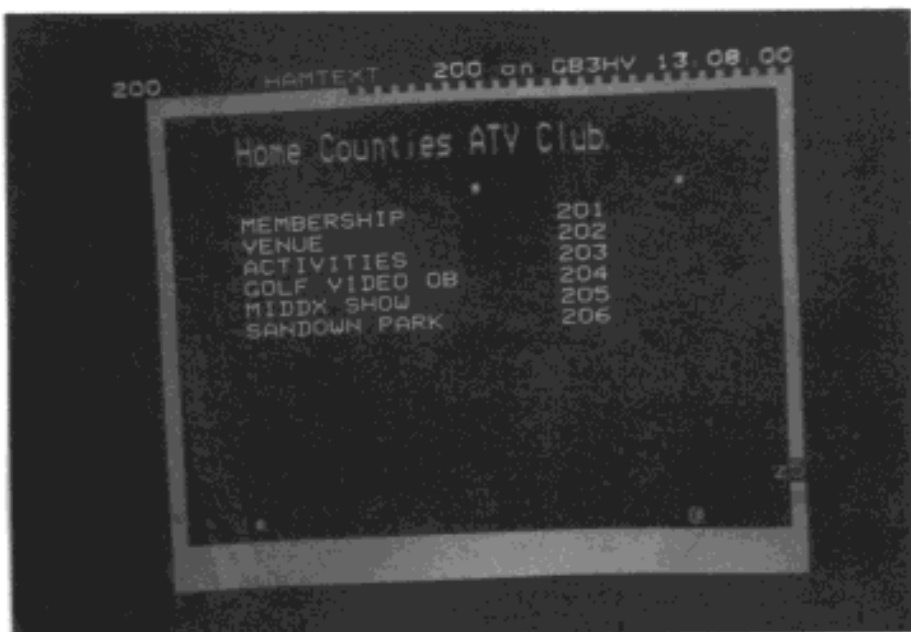 200 HAMTEXT 200 on GB3HV 13.08.00
Home Counties ATV Club.
MEMBERSHIP 201
VENUE 202
ACTIVITIES 203
GOLF VIDEO OB 204
MIDDX SHOW 205
SANDOWN PARK 206